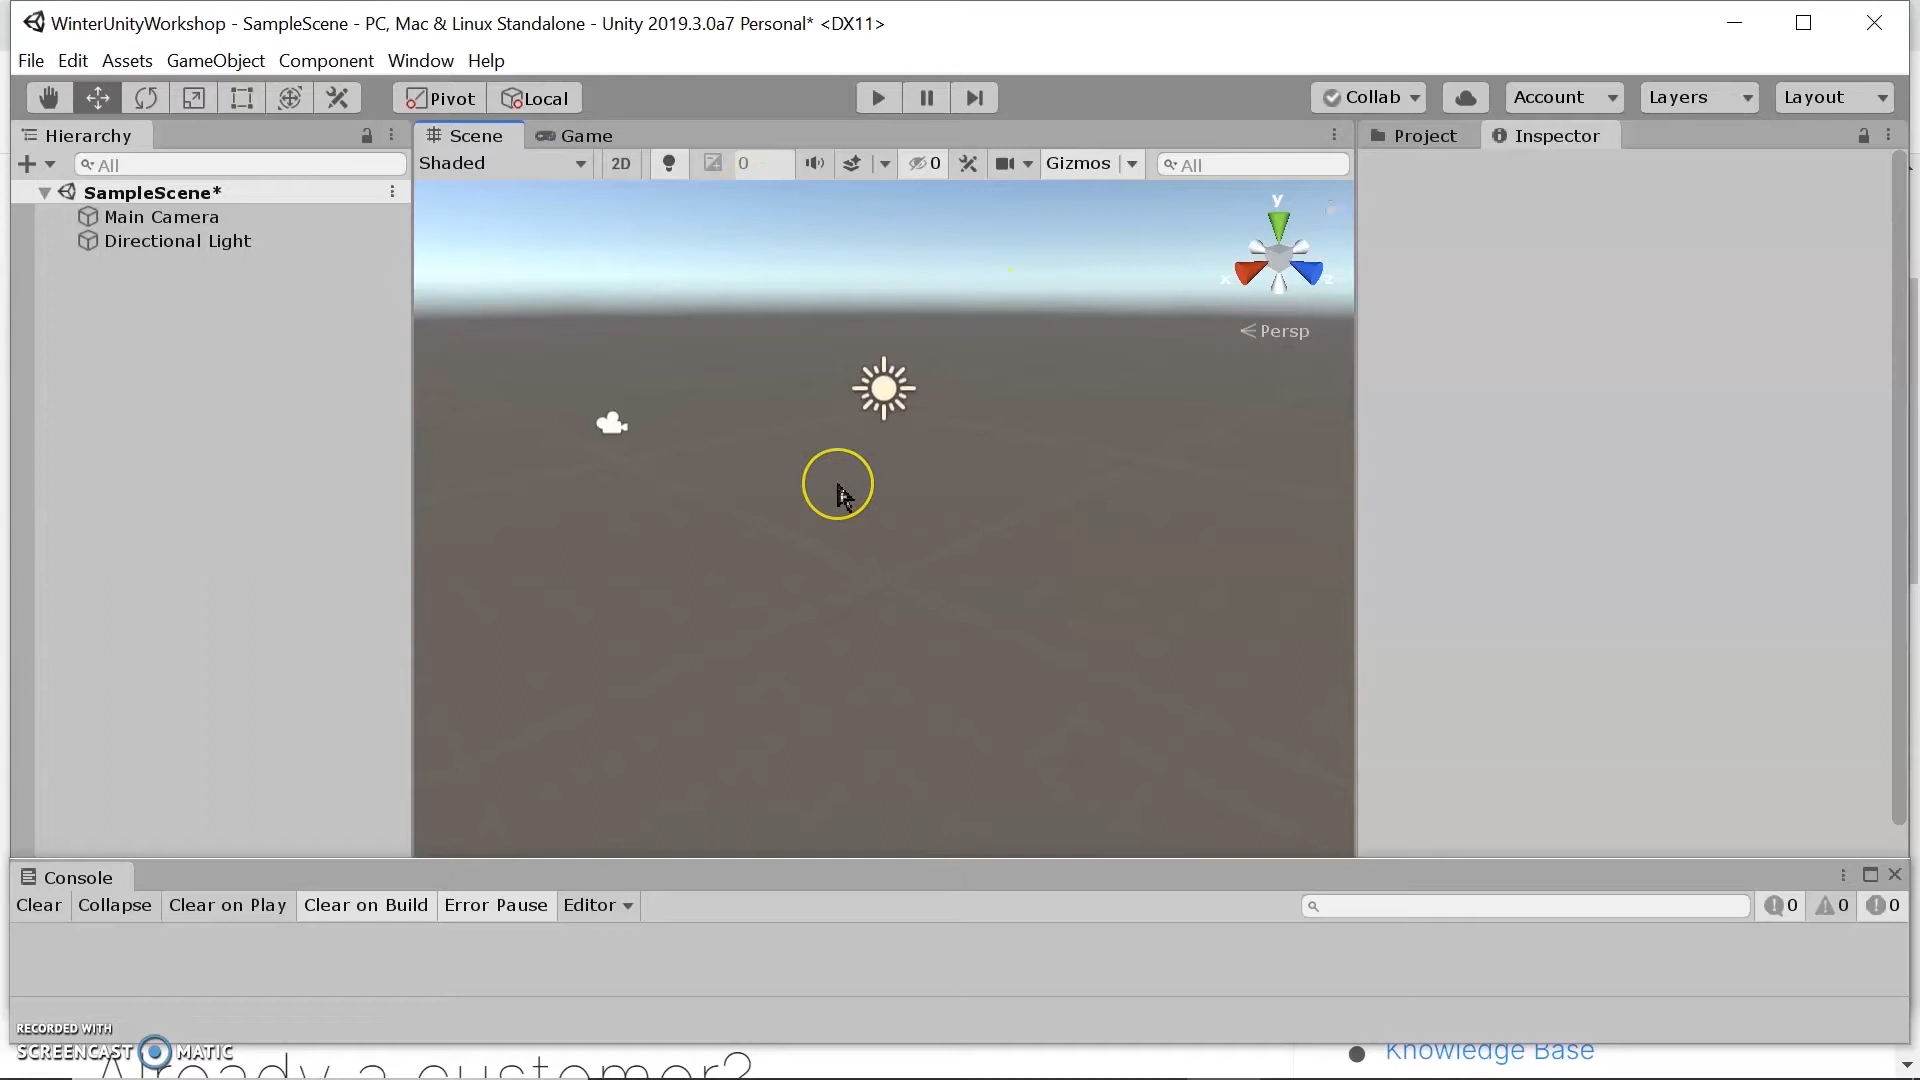 WinterUnityWorkshop - SampleScene - PC, Mac & Linux Standalone - Unity 2019.3.0a7 Personal* <DX11>
File Edit Assets GameObject Component Window Help
Pivot Local Collab Account Layers Layout
Hierarchy Scene Game Project Inspector
All Shaded 2D 0 0 Gizmos All
SampleScene*
Main Camera
Directional Light
y
x z
Persp
Console
Clear Collapse Clear on Play Clear on Build Error Pause Editor 0 0 0
RECORDED WITH
SCREENCAST MATIC
Already a customer?
Knowledge Base